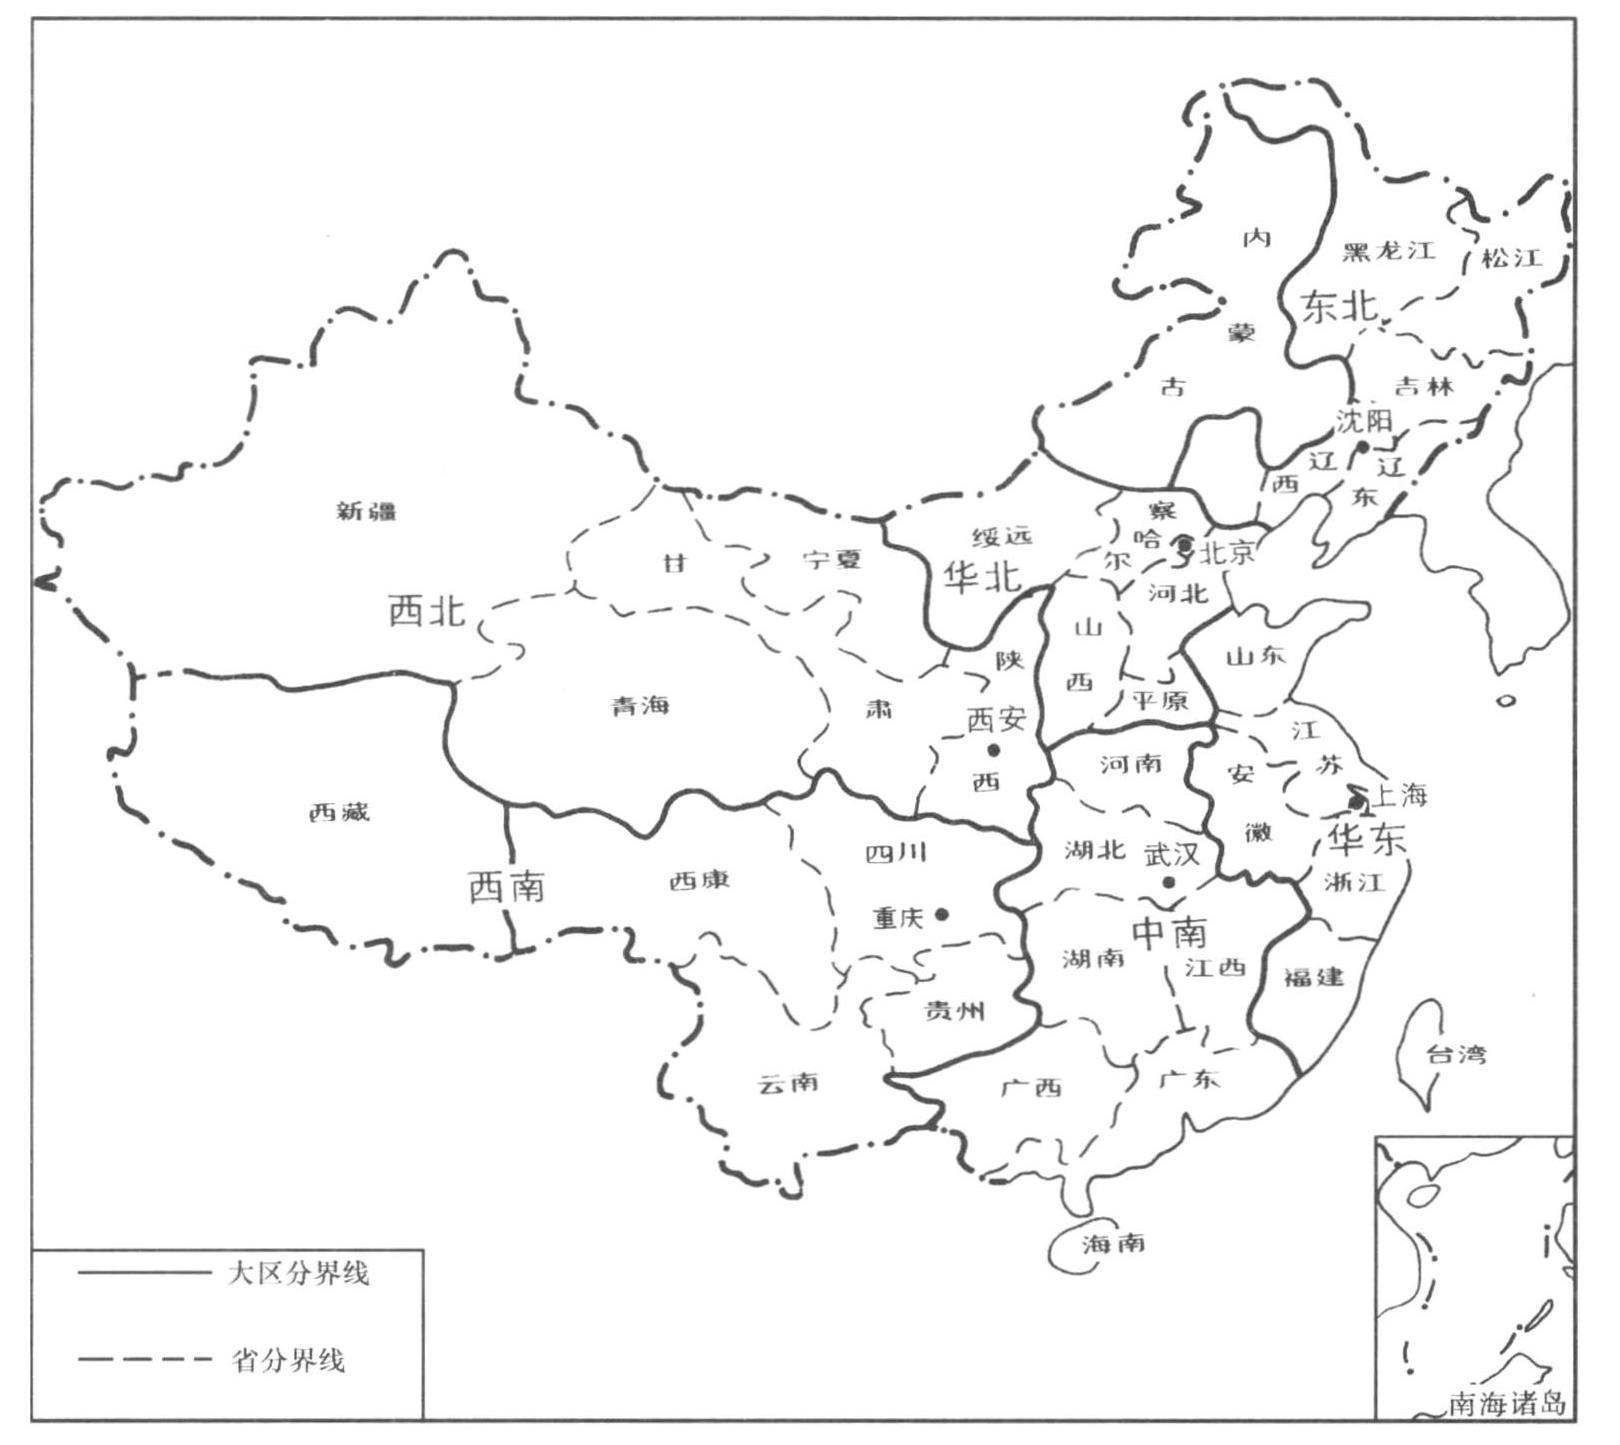 内
蒙
古
黑龙江
松江
东北
吉林
沈阳
辽
西
辽
东
新疆
甘
宁夏
绥远
华北
察
哈
尔
北京
河北
西北
山
西
陕
山东
青海
肃
平原
西安
西
江
苏
河南
安
徽
上海
华东
西藏
西南
西康
四川
重庆
湖北
武汉
浙江
中南
湖南
江西
福建
贵州
云南
广西
广东
台湾
海南
大区分界线
省分界线
南海诸岛